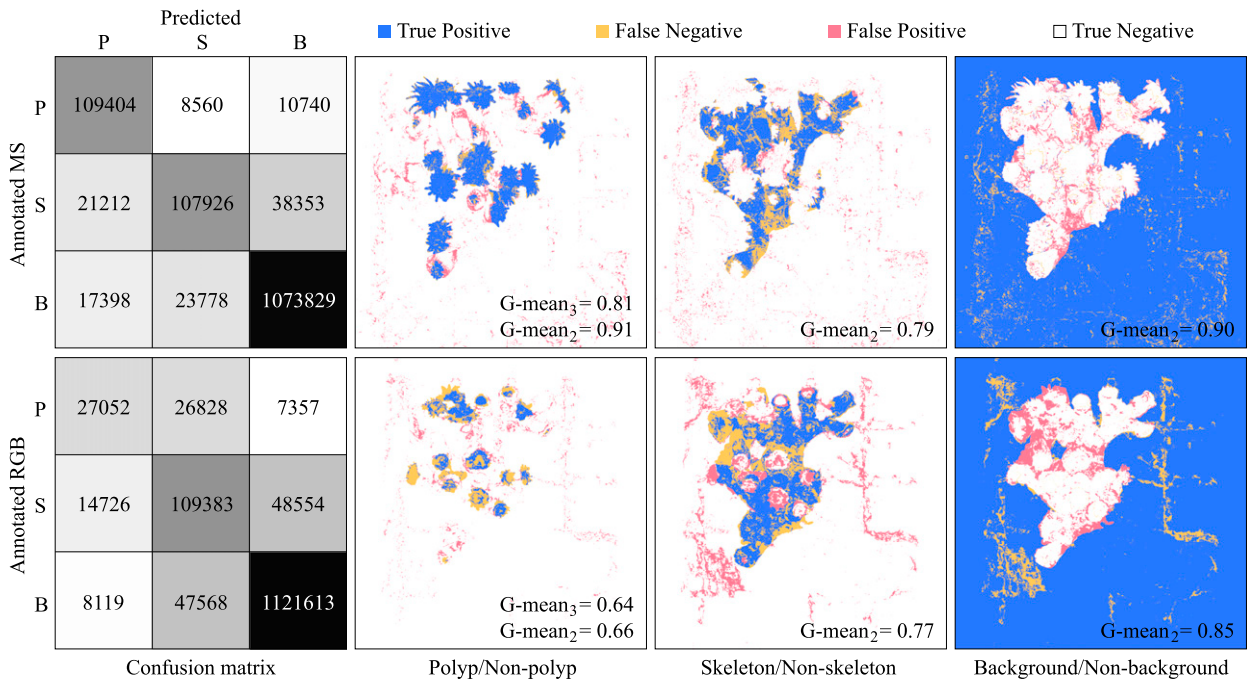 Predicted
P S B
True Positive False Negative False Positive True Negative
Annotated MS
P 109404 8560 10740
S 21212 107926 38353
B 17398 23778 1073829
G-mean3= 0.81
G-mean2= 0.91
G-mean2= 0.79
G-mean2= 0.90
Annotated RGB
P 27052 26828 7357
S 14726 109383 48554
B 8119 47568 1121613
G-mean3= 0.64
G-mean2= 0.66
G-mean2= 0.77
G-mean2= 0.85
Confusion matrix Polyp/Non-polyp Skeleton/Non-skeleton Background/Non-background